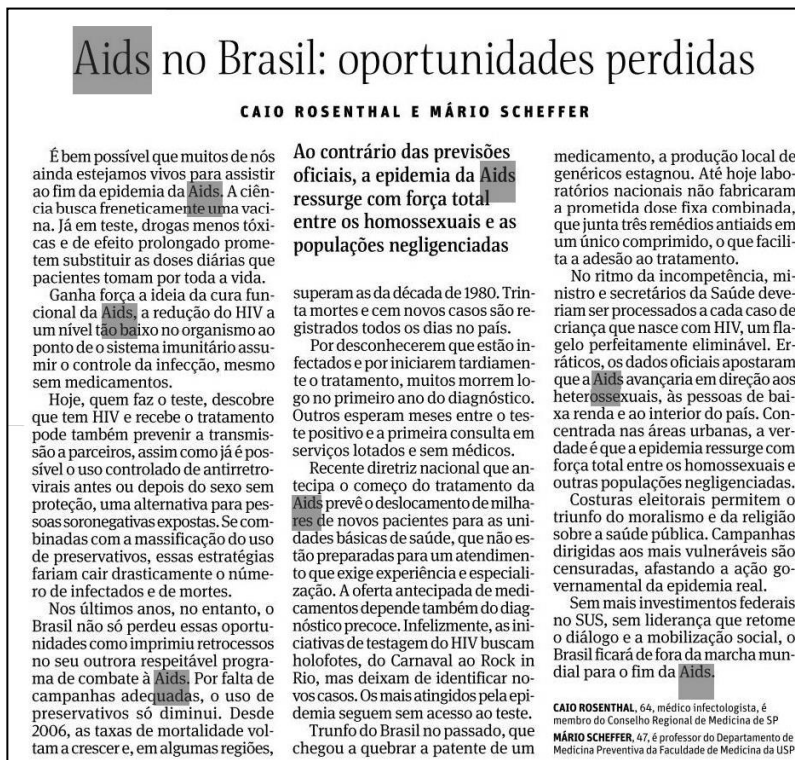 Aids no Brasil: oportunidades perdidas
CAIO ROSENTHAL E MÁRIO SCHEFFER
É bem possível que muitos de nós
ainda estejamos vivos para assistir
ao fim da epidemia da Aids. A ciên-
cia busca freneticamente uma vaci-
na. Já em teste, drogas menos tóxi-
cas e de efeito prolongado prome-
tem substituir as doses diárias que
pacientes tomam por toda a vida.
Ganha força a ideia da cura fun-
cional da Aids, a redução do HIV a
um nível tão baixo no organismo ao
ponto de o sistema imunitário assu-
mir o controle da infecção, mesmo
sem medicamentos.
Hoje, quem faz o teste, descobre
que tem HIV e recebe o tratamento
pode também prevenir a transmis-
são a parceiros, assim como já é pos-
sível o uso controlado de antirretro-
virais antes ou depois do sexo sem
proteção, uma alternativa para pes-
soas soronegativas expostas. Se com-
binadas com a massificação do uso
de preservativos, essas estratégias
fariam cair drasticamente o núme-
ro de infectados e de mortes.
Nos últimos anos, no entanto, o
Brasil não só perdeu essas oportu-
nidades como imprimiu retrocessos
no seu outrora respeitável progra-
ma de combate à Aids. Por falta de
campanhas adequadas, o uso de
preservativos só diminui. Desde
2006, as taxas de mortalidade vol-
tam a crescer e, em algumas regiões,
Ao contrário das previsões
oficiais, a epidemia da Aids
ressurge com força total
entre os homossexuais e as
populações negligenciadas
superam as da década de 1980. Trin-
ta mortes e cem novos casos são re-
gistrados todos os dias no país.
Por desconhecerem que estão in-
fectados e por iniciarem tardiamen-
te o tratamento, muitos morrem lo-
go no primeiro ano do diagnóstico.
Outros esperam meses entre o tes-
te positivo e a primeira consulta em
serviços lotados e sem médicos.
Recente diretriz nacional que an-
tecipa o começo do tratamento da
Aids prevê o deslocamento de milha-
res de novos pacientes para as uni-
dades básicas de saúde, que não es-
tão preparadas para um atendimen-
to que exige experiência e especiali-
zação. A oferta antecipada de medi-
camentos depende também do diag-
nóstico precoce. Infelizmente, as ini-
ciativas de testagem do HIV buscam
holofotes, do Carnaval ao Rock in
Rio, mas deixam de identificar no-
vos casos. Os mais atingidos pela epi-
demia seguem sem acesso ao teste.
Trunfo do Brasil no passado, que
chegou a quebrar a patente de um
medicamento, a produção local de
genéricos estagnou. Até hoje labo-
ratórios nacionais não fabricaram
a prometida dose fixa combinada,
que junta três remédios antiaids em
um único comprimido, o que facili-
ta a adesão ao tratamento.
No ritmo da incompetência, mi-
nistro e secretários da Saúde deve-
riam ser processados a cada caso de
criança que nasce com HIV, um fla-
gelo perfeitamente eliminável. Er-
ráticos, os dados oficiais apostaram
que a Aids avançaria em direção aos
heterossexuais, às pessoas de bai-
xa renda e ao interior do país. Con-
centrada nas áreas urbanas, a ver-
dade é que a epidemia ressurge com
força total entre os homossexuais e
outras populações negligenciadas.
Costuras eleitorais permitem o
triunfo do moralismo e da religião
sobre a saúde pública. Campanhas
dirigidas aos mais vulneráveis são
censuradas, afastando a ação go-
vernamental da epidemia real.
Sem mais investimentos federais
no SUS, sem liderança que retome
o diálogo e a mobilização social, o
Brasil ficará de fora da marcha mun-
dial para o fim da Aids.
CAIO ROSENTHAL, 64, médico infectologista, é
membro do Conselho Regional de Medicina de SP
MÁRIO SCHEFFER, 47, é professor do Departamento de
Medicina Preventiva da Faculdade de Medicina da USP